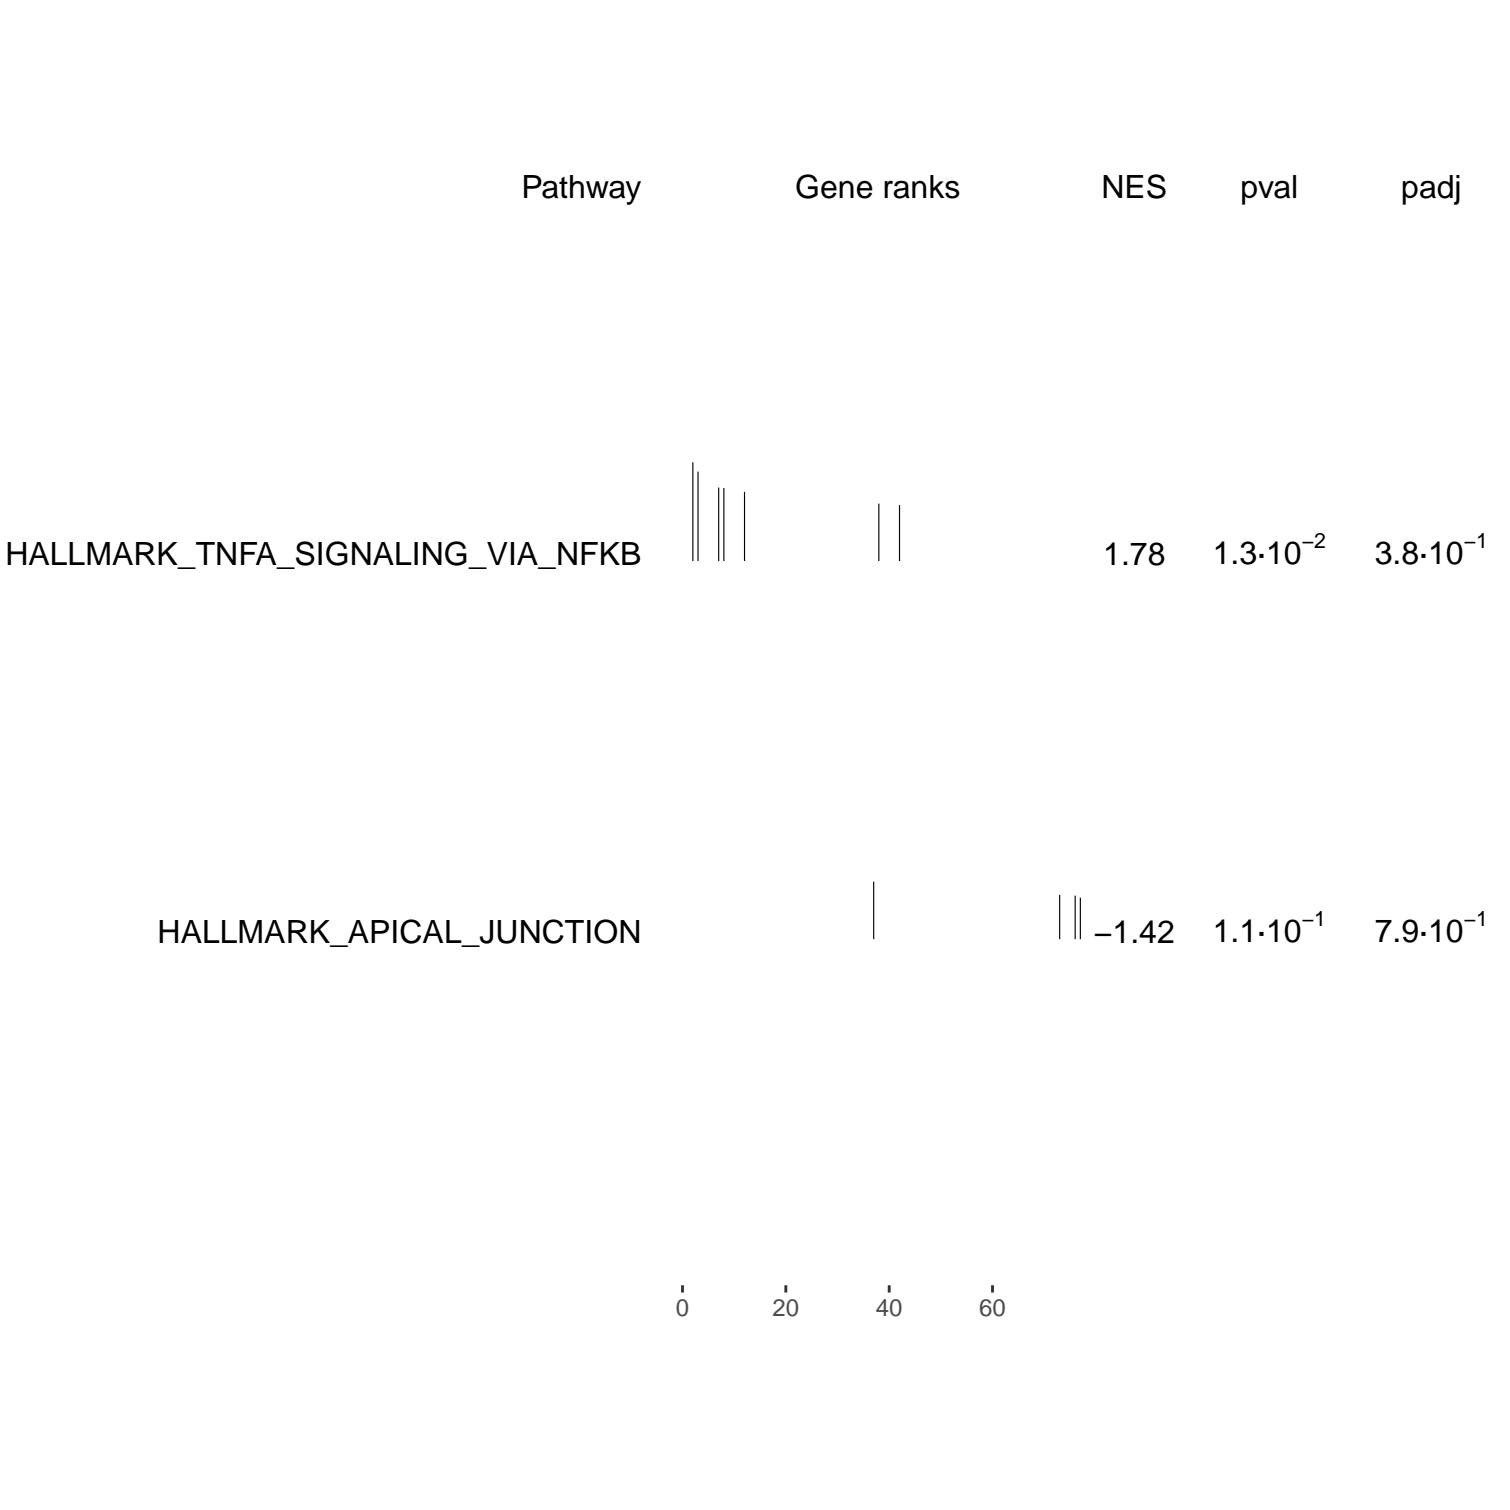 Pathway Gene ranks NES pval padj
HALLMARK_TNFA_SIGNALING_VIA_NFKB 1.78 1.3·10⁻² 3.8·10⁻¹
HALLMARK_APICAL_JUNCTION −1.42 1.1·10⁻¹ 7.9·10⁻¹
0 20 40 60